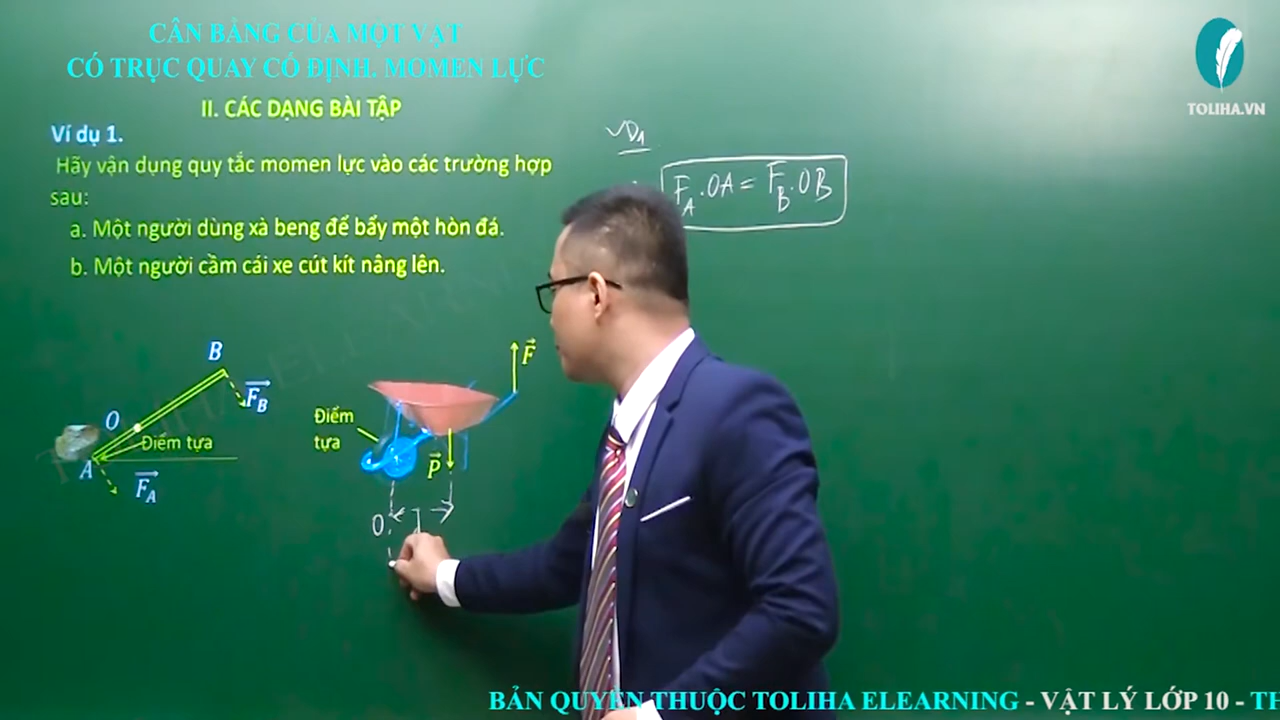 CÂN BẰNG CỦA MỘT VẬT
CÓ TRỤC QUAY CỐ ĐỊNH. MOMEN LỰC
TOLIHA.VN
II. CÁC DẠNG BÀI TẬP
Ví dụ 1.
Hãy vận dụng quy tắc momen lực vào các trường hợp
sau:
a. Một người dùng xà beng để bẩy một hòn đá.
b. Một người cầm cái xe cút kít nâng lên.
VD1
F_A.OA = F_B.OB
B
F_B
O
Điểm tựa
A
F_A
F
Điểm
tựa
P
O
BẢN QUYỀN THUỘC TOLIHA ELEARNING - VẬT LÝ LỚP 10 - TH